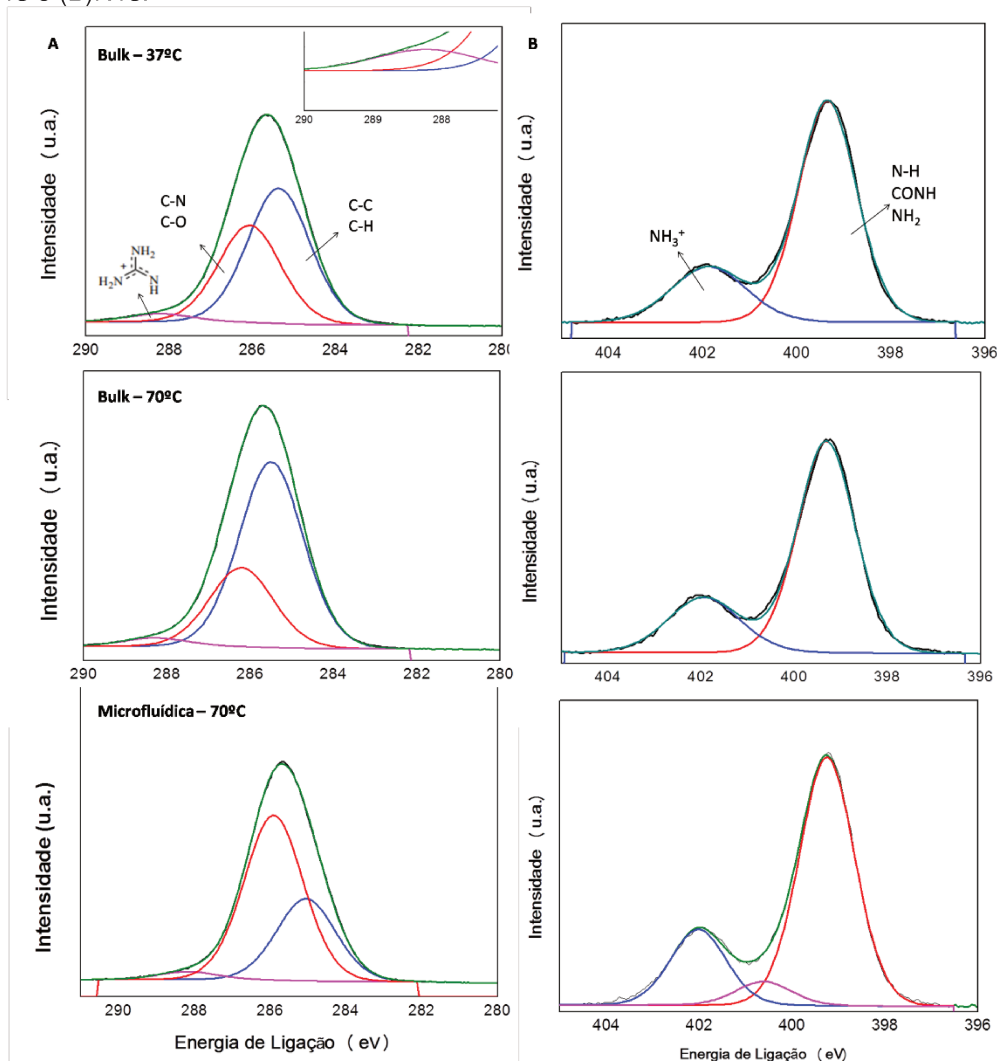 A
Bulk – 37ºC
Intensidade ( u.a.)
290
289
288
C-N
C-O
C-C
C-H
NH₂
+
H₂N
N
H
290
288
286
284
282
280
B
Intensidade ( u.a.)
NH₃⁺
N-H
CONH
NH₂
404
402
400
398
396
Bulk – 70ºC
Intensidade ( u.a.)
290
288
286
284
282
280
Intensidade ( u.a.)
404
402
400
398
396
Microfluídica – 70ºC
Intensidade (u.a.)
290
288
286
284
282
280
Energia de Ligação ( eV)
Intensidade (u.a.)
404
402
400
398
396
Energia de Ligação ( eV)